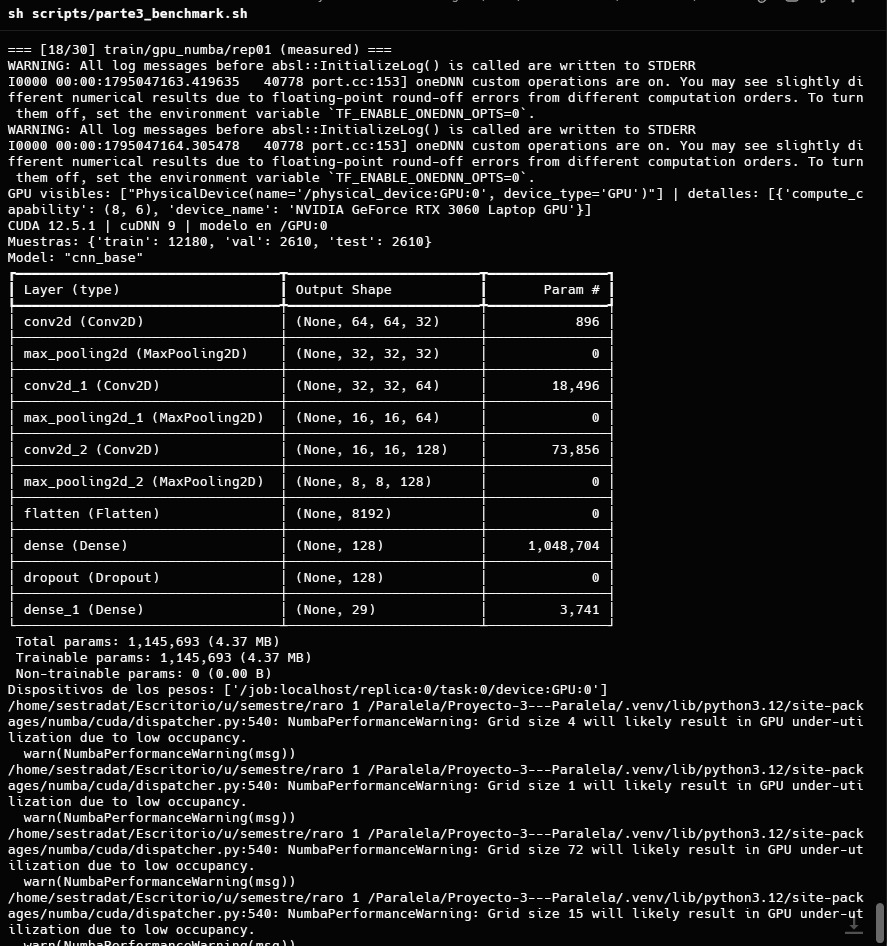 sh scripts/parte3_benchmark.sh
=== [18/30] train/gpu_numba/rep01 (measured) ===
WARNING: All log messages before absl::InitializeLog() is called are written to STDERR
I0000 00:00:1795047163.419635   40778 port.cc:153] oneDNN custom operations are on. You may see slightly di
fferent numerical results due to floating-point round-off errors from different computation orders. To turn
 them off, set the environment variable `TF_ENABLE_ONEDNN_OPTS=0`.
WARNING: All log messages before absl::InitializeLog() is called are written to STDERR
I0000 00:00:1795047164.305478   40778 port.cc:153] oneDNN custom operations are on. You may see slightly di
fferent numerical results due to floating-point round-off errors from different computation orders. To turn
 them off, set the environment variable `TF_ENABLE_ONEDNN_OPTS=0`.
GPU visibles: ["PhysicalDevice(name='/physical_device:GPU:0', device_type='GPU')"] | detalles: [{'compute_c
apability': (8, 6), 'device_name': 'NVIDIA GeForce RTX 3060 Laptop GPU'}]
CUDA 12.5.1 | cuDNN 9 | modelo en /GPU:0
Muestras: {'train': 12180, 'val': 2610, 'test': 2610}
Model: "cnn_base"
Layer (type) Output Shape Param #
conv2d (Conv2D) (None, 64, 64, 32) 896
max_pooling2d (MaxPooling2D) (None, 32, 32, 32) 0
conv2d_1 (Conv2D) (None, 32, 32, 64) 18,496
max_pooling2d_1 (MaxPooling2D) (None, 16, 16, 64) 0
conv2d_2 (Conv2D) (None, 16, 16, 128) 73,856
max_pooling2d_2 (MaxPooling2D) (None, 8, 8, 128) 0
flatten (Flatten) (None, 8192) 0
dense (Dense) (None, 128) 1,048,704
dropout (Dropout) (None, 128) 0
dense_1 (Dense) (None, 29) 3,741
 Total params: 1,145,693 (4.37 MB)
 Trainable params: 1,145,693 (4.37 MB)
 Non-trainable params: 0 (0.00 B)
Dispositivos de los pesos: ['/job:localhost/replica:0/task:0/device:GPU:0']
/home/sestradat/Escritorio/u/semestre/raro 1 /Paralela/Proyecto-3---Paralela/.venv/lib/python3.12/site-pack
ages/numba/cuda/dispatcher.py:540: NumbaPerformanceWarning: Grid size 4 will likely result in GPU under-uti
lization due to low occupancy.
  warn(NumbaPerformanceWarning(msg))
/home/sestradat/Escritorio/u/semestre/raro 1 /Paralela/Proyecto-3---Paralela/.venv/lib/python3.12/site-pack
ages/numba/cuda/dispatcher.py:540: NumbaPerformanceWarning: Grid size 1 will likely result in GPU under-uti
lization due to low occupancy.
  warn(NumbaPerformanceWarning(msg))
/home/sestradat/Escritorio/u/semestre/raro 1 /Paralela/Proyecto-3---Paralela/.venv/lib/python3.12/site-pack
ages/numba/cuda/dispatcher.py:540: NumbaPerformanceWarning: Grid size 72 will likely result in GPU under-ut
ilization due to low occupancy.
  warn(NumbaPerformanceWarning(msg))
/home/sestradat/Escritorio/u/semestre/raro 1 /Paralela/Proyecto-3---Paralela/.venv/lib/python3.12/site-pack
ages/numba/cuda/dispatcher.py:540: NumbaPerformanceWarning: Grid size 15 will likely result in GPU under-ut
ilization due to low occupancy.
  warn(NumbaPerformanceWarning(msg))